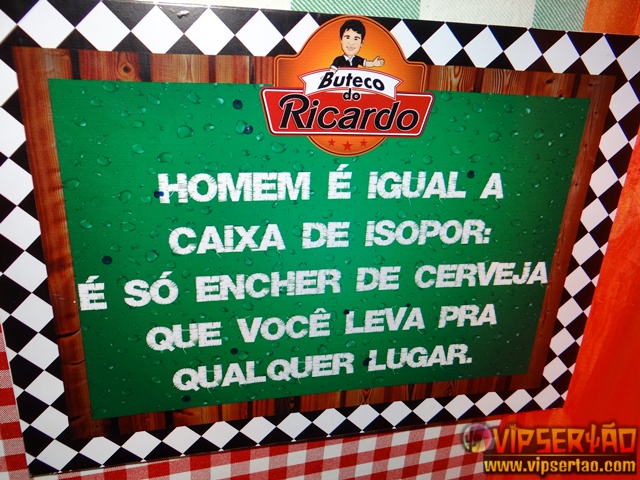 Buteco
do
Ricardo
HOMEM É IGUAL A
CAIXA DE ISOPOR:
É SÓ ENCHER DE CERVEJA
QUE VOCÊ LEVA PRA
QUALQUER LUGAR.
VIPSERTÃO
www.vipsertao.com